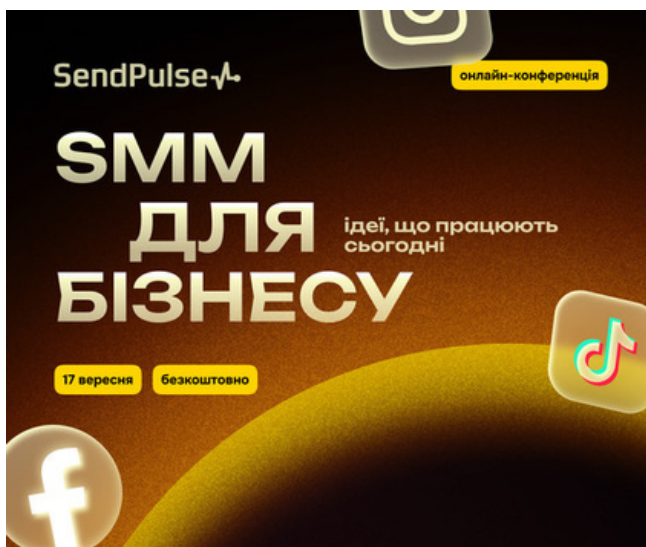 SendPulse
онлайн-конференція
SMM
ДЛЯ
ідеї, що працюють
сьогодні
БІЗНЕСУ
17 вересня
безкоштовно